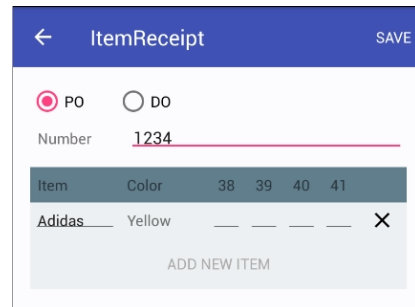 ItemReceipt SAVE
PO DO
Number 1234
Item Color 38 39 40 41
Adidas Yellow
ADD NEW ITEM